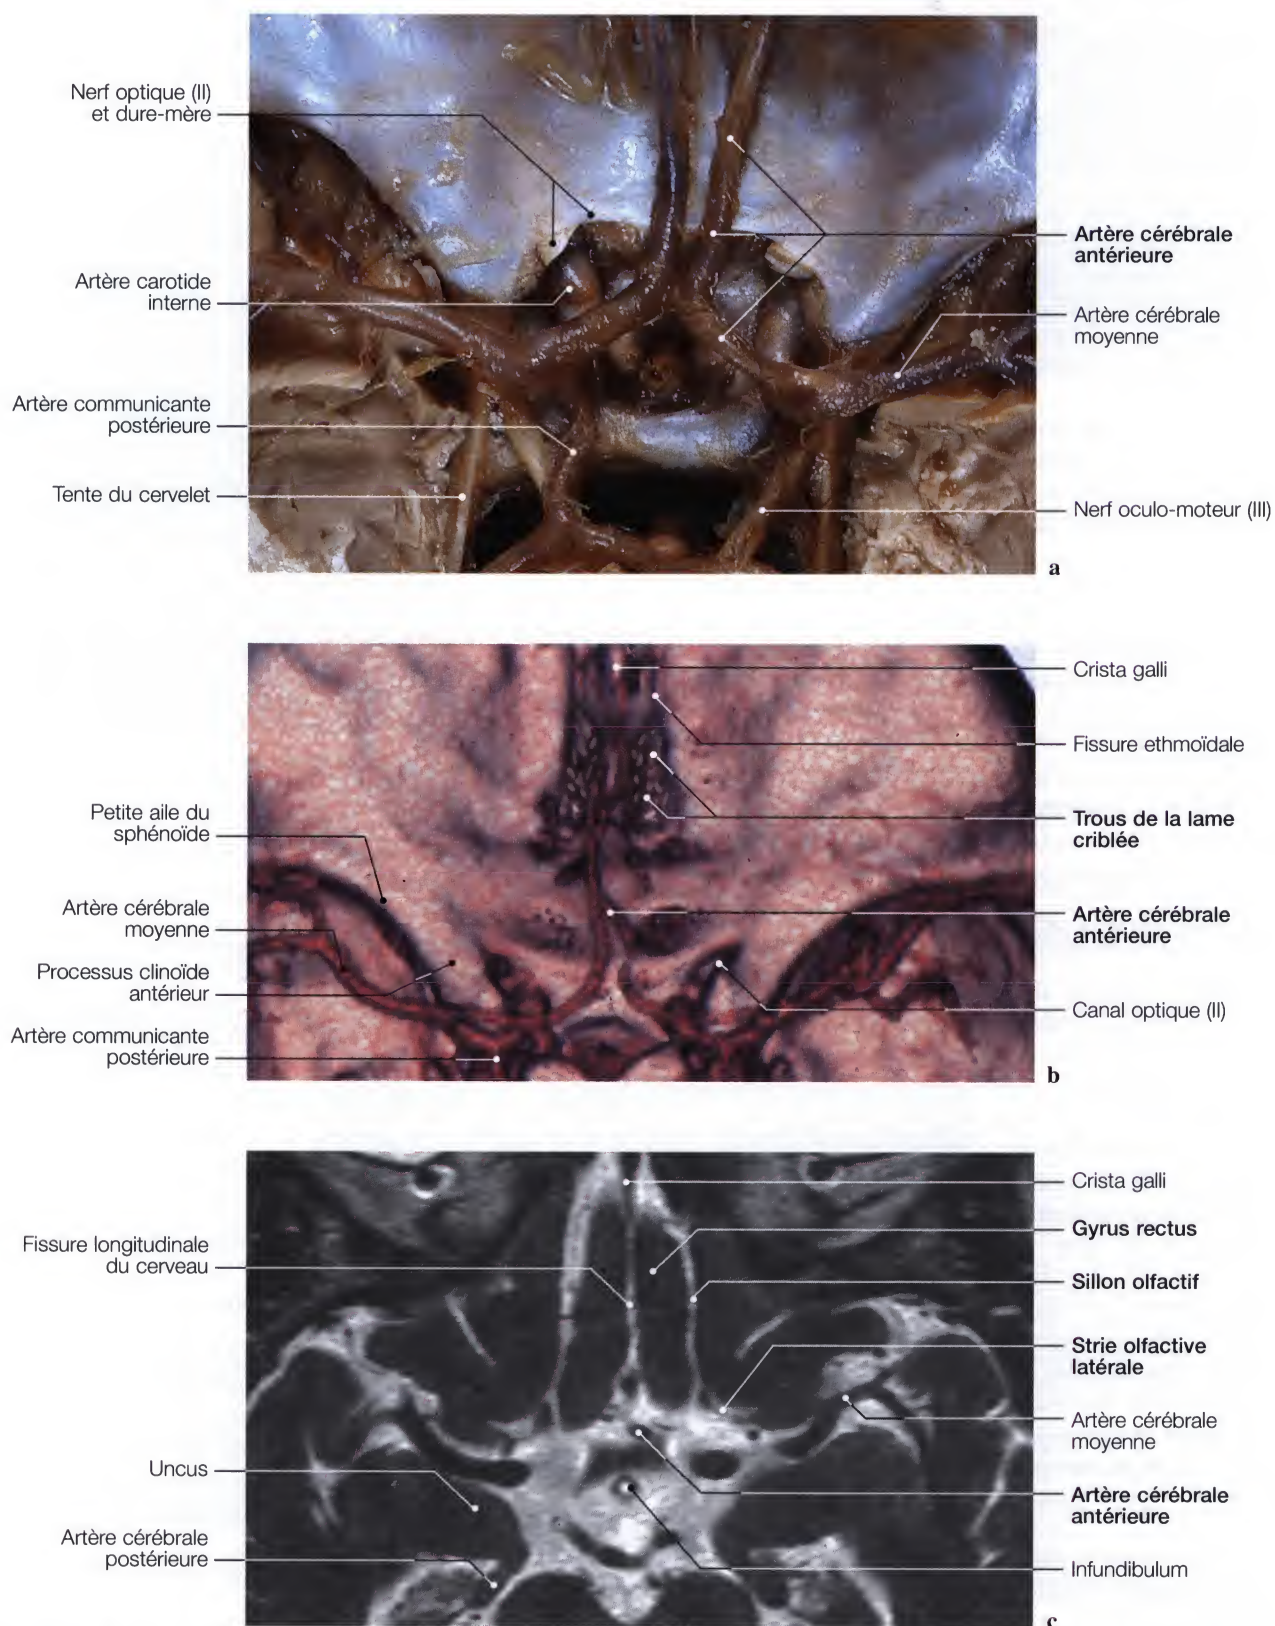 Nerf optique (II)
et dure-mère
Artère carotide
interne
Artère communicante
postérieure
Tente du cervelet
Artère cérébrale
antérieure
Artère cérébrale
moyenne
Nerf oculo-moteur (III)
a
Petite aile du
sphénoïde
Artère cérébrale
moyenne
Processus clinoïde
antérieur
Artère communicante
postérieure
Crista galli
Fissure ethmoïdale
Trous de la lame
criblée
Artère cérébrale
antérieure
Canal optique (II)
b
Fissure longitudinale
du cerveau
Uncus
Artère cérébrale
postérieure
Crista galli
Gyrus rectus
Sillon olfactif
Strie olfactive
latérale
Artère cérébrale
moyenne
Artère cérébrale
antérieure
Infundibulum
c